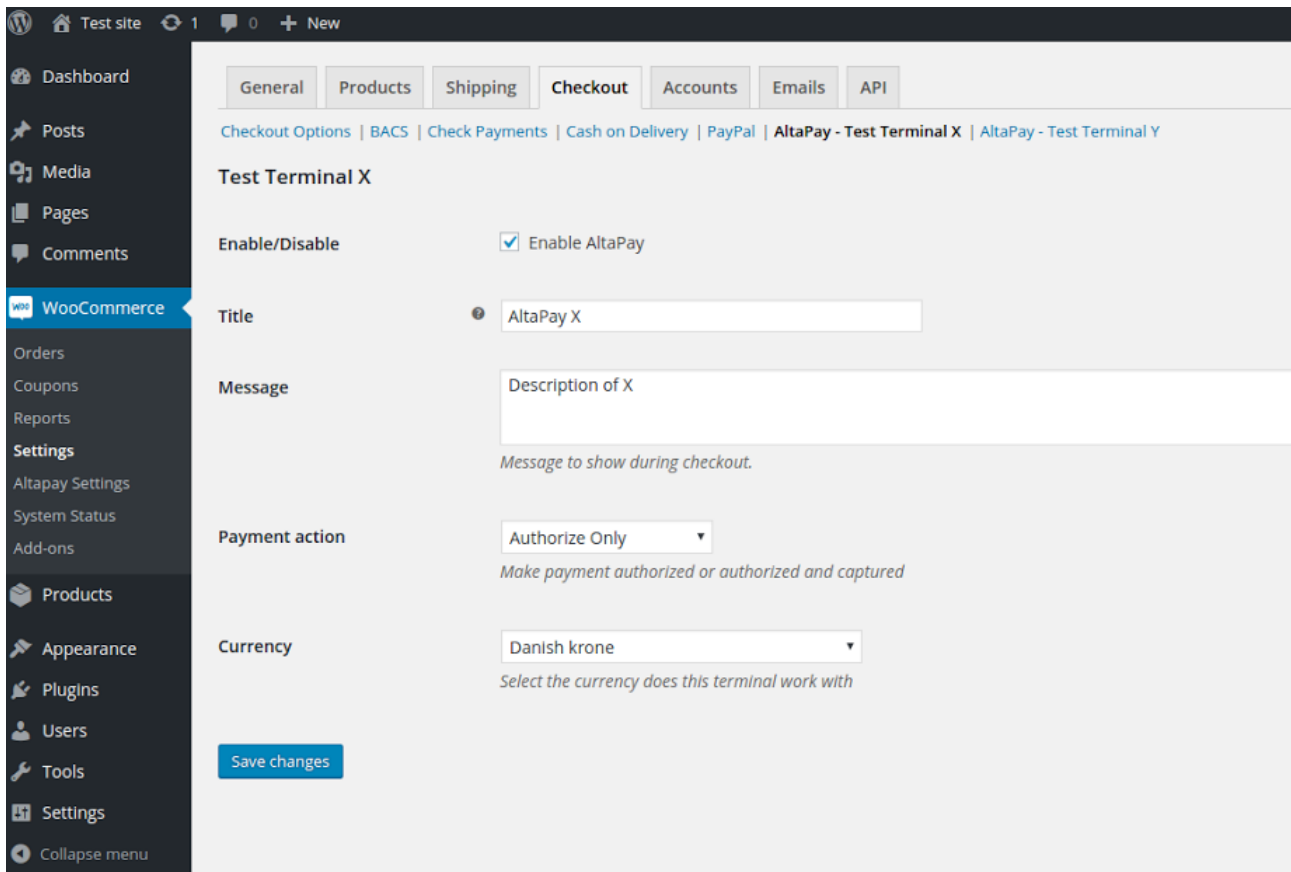 Test site 1 0 + New
Dashboard
Posts
Media
Pages
Comments
WOO WooCommerce
Orders
Coupons
Reports
Settings
Altapay Settings
System Status
Add-ons
Products
Appearance
Plugins
Users
Tools
Settings
Collapse menu
General Products Shipping Checkout Accounts Emails API
Checkout Options | BACS | Check Payments | Cash on Delivery | PayPal | AltaPay - Test Terminal X | AltaPay - Test Terminal Y
Test Terminal X
Enable/Disable Enable AltaPay
Title ? AltaPay X
Message Description of X
Message to show during checkout.
Payment action Authorize Only
Make payment authorized or authorized and captured
Currency Danish krone
Select the currency does this terminal work with
Save changes